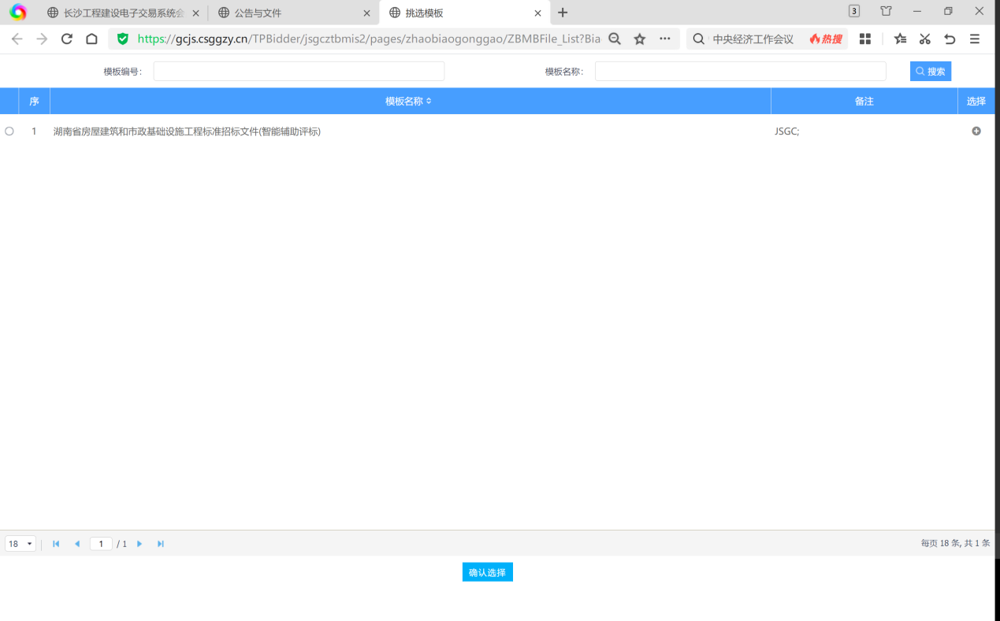 长沙工程建设电子交易系统会
公告与文件
挑选模板
3
https://gcjs.csggzy.cn/TPBidder/jsgcztbmis2/pages/zhaobiaogonggao/ZBMBFile_List?Bia
中央经济工作会议
热搜
模板编号：
模板名称：
搜索
序 模板名称 备注 选择
1 湖南省房屋建筑和市政基础设施工程标准招标文件(智能辅助评标) JSGC;
18 1 / 1 每页 18 条, 共 1 条
确认选择